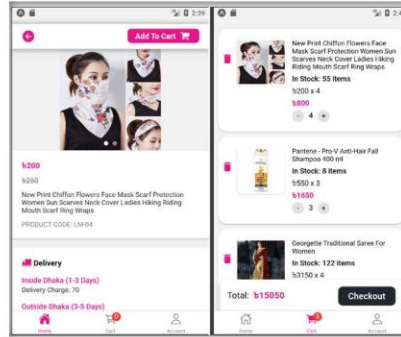 2:39
Add To Cart
৳200
৳250
New Print Chiffon Flowers Face Mask Scarf Protection
Women Sun Scarves Neck Cover Ladies Hiking Riding
Mouth Scarf Ring Wraps
PRODUCT CODE: LM-04
Delivery
Inside Dhaka (1-3 Days)
Delivery Charge: 70
Outside Dhaka (3-5 Days)
0
Home
Cart
Account
New Print Chiffon Flowers Face
Mask Scarf Protection Women Sun
Scarves Neck Cover Ladies Hiking
Riding Mouth Scarf Ring Wraps
In Stock: 55 items
৳200 x 4
৳800
- 4 +
Pantene - Pro-V Anti-Hair Fall
Shampoo 400 ml
In Stock: 8 items
৳550 x 3
৳1650
- 3 +
Georgette Traditional Saree For
Women
In Stock: 122 items
৳3150 x 4
Total: ৳15050
Checkout
Home
Cart
Account